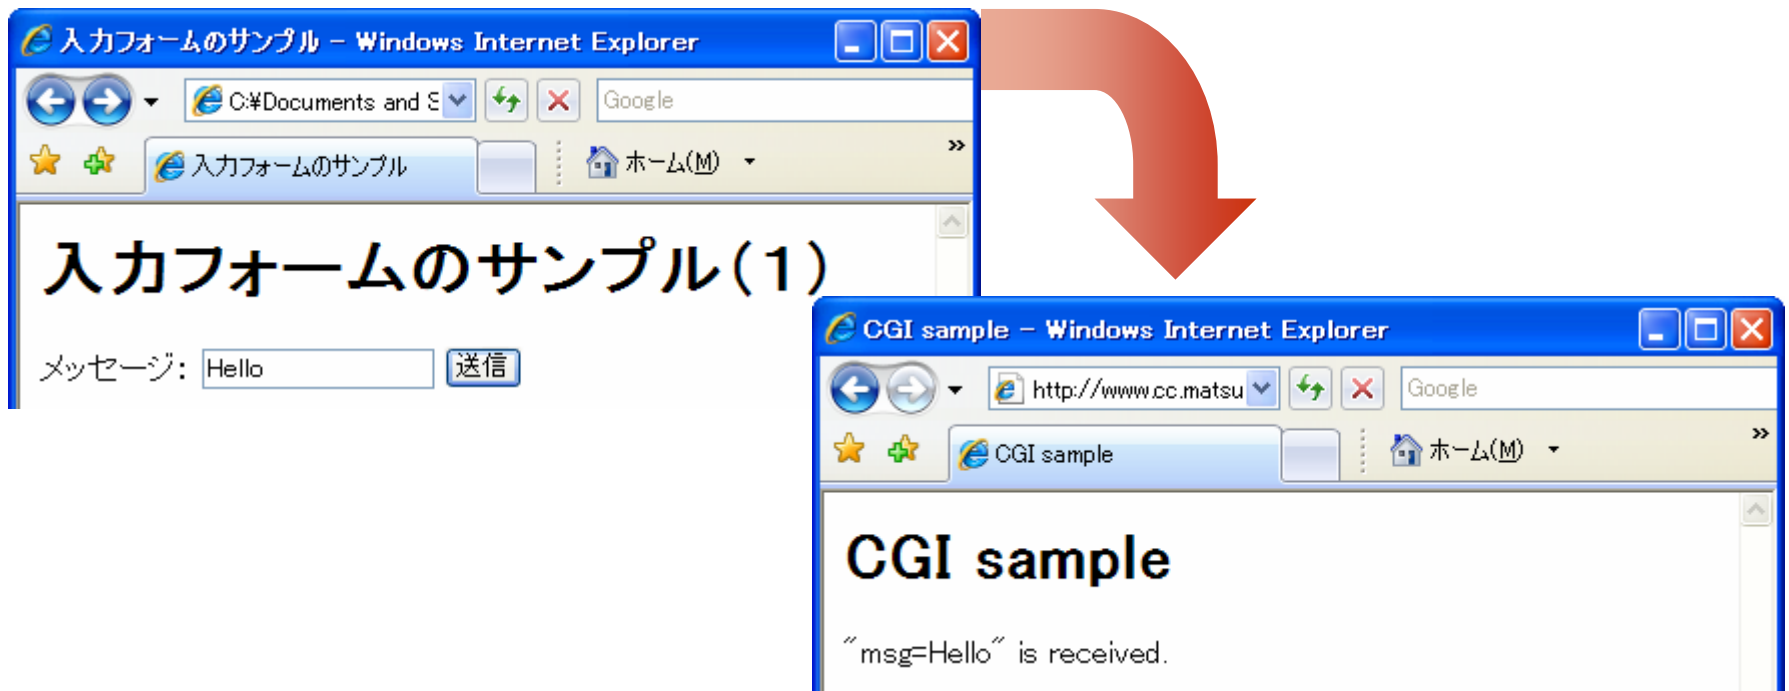 入力フォームのサンプル - Windows Internet Explorer
C:¥Documents and S
Google
入力フォームのサンプル
ホーム(M)
»
入力フォームのサンプル(1)
メッセージ: Hello 送信
CGI sample - Windows Internet Explorer
http://www.cc.matsu
Google
CGI sample
ホーム(M)
»
CGI sample
"msg=Hello" is received.